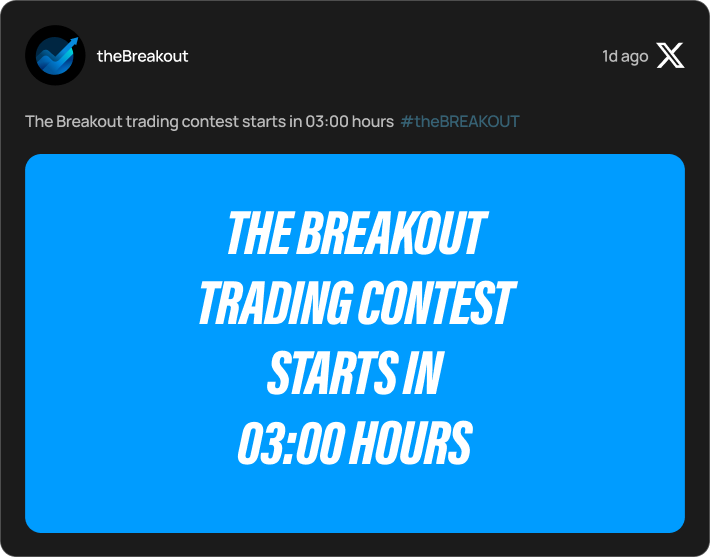 theBreakout
1d ago
The Breakout trading contest starts in 03:00 hours #theBREAKOUT
THE BREAKOUT
TRADING CONTEST
STARTS IN
03:00 HOURS